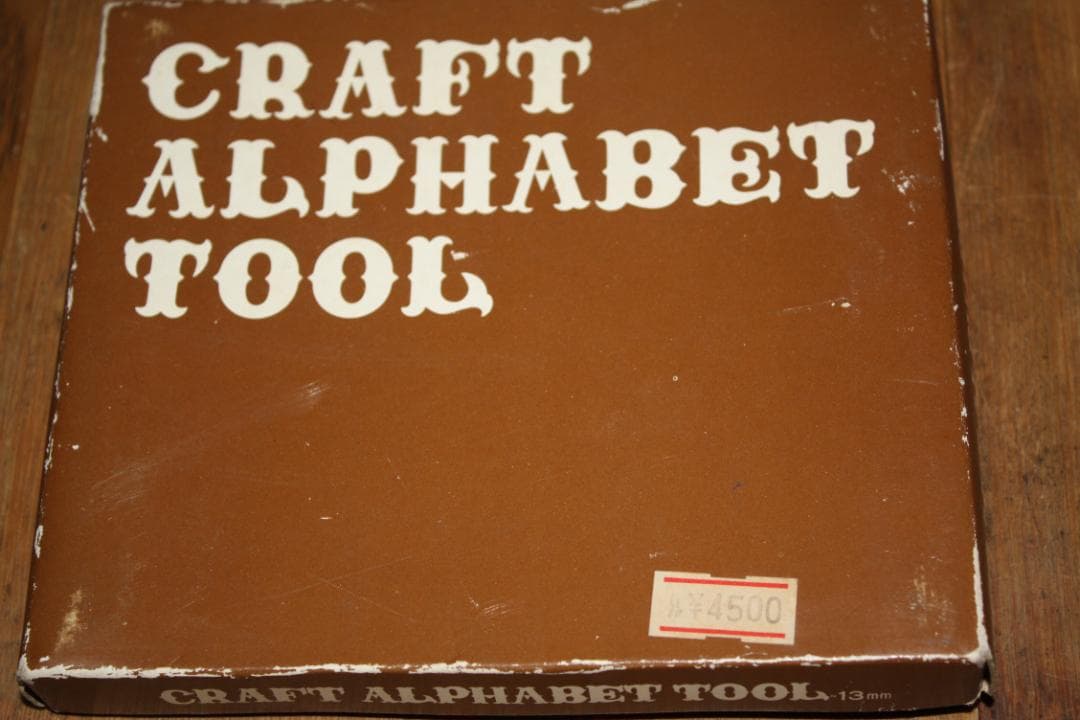 CRAFT
ALPHABET
TOOL
¥4500
CRAFT ALPHABET TOOL-13mm